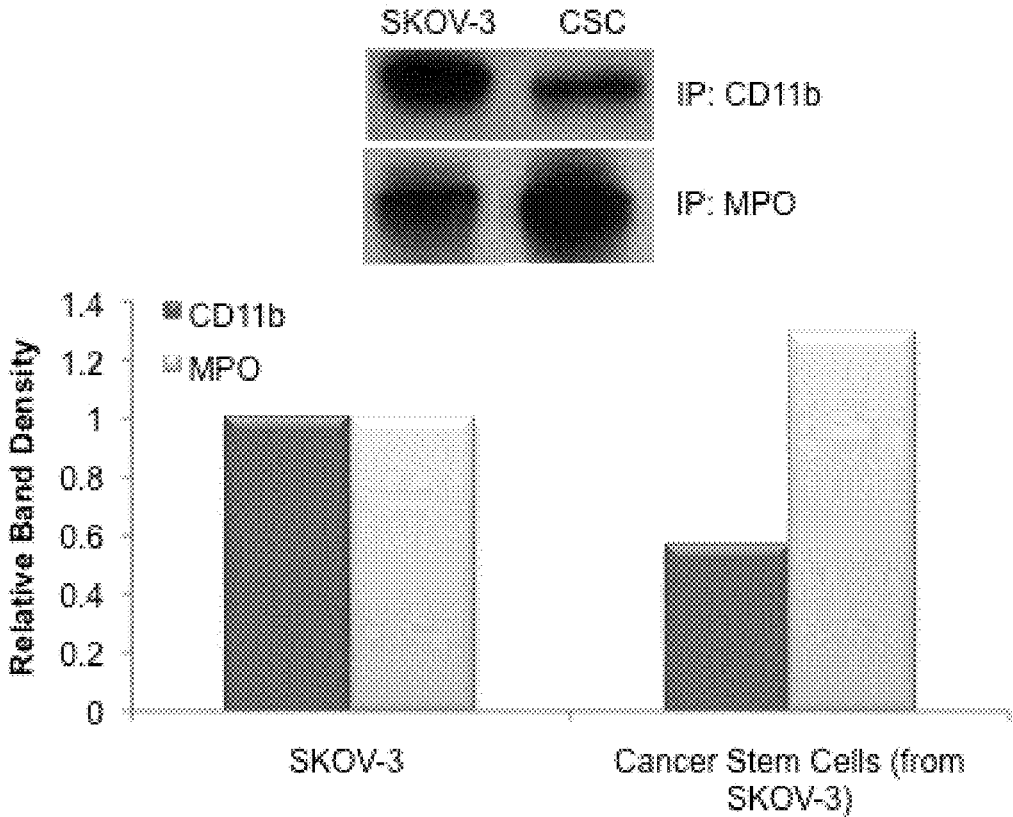 SKOV-3 CSC
IP: CD11b
IP: MPO
1.4
1.2
1
0.8
0.6
0.4
0.2
0
Relative Band Density
CD11b
MPO
SKOV-3
Cancer Stem Cells (from
SKOV-3)